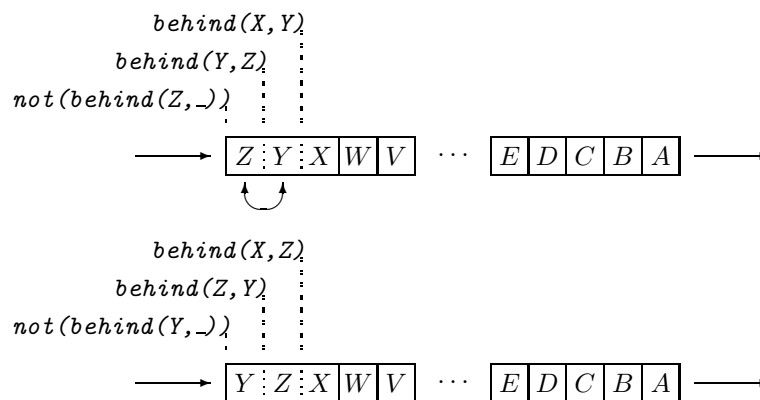 behind(X,Y)
behind(Y,Z)
not(behind(Z,_))
Z Y X W V ... E D C B A
behind(X,Z)
behind(Z,Y)
not(behind(Y,_))
Y Z X W V ... E D C B A